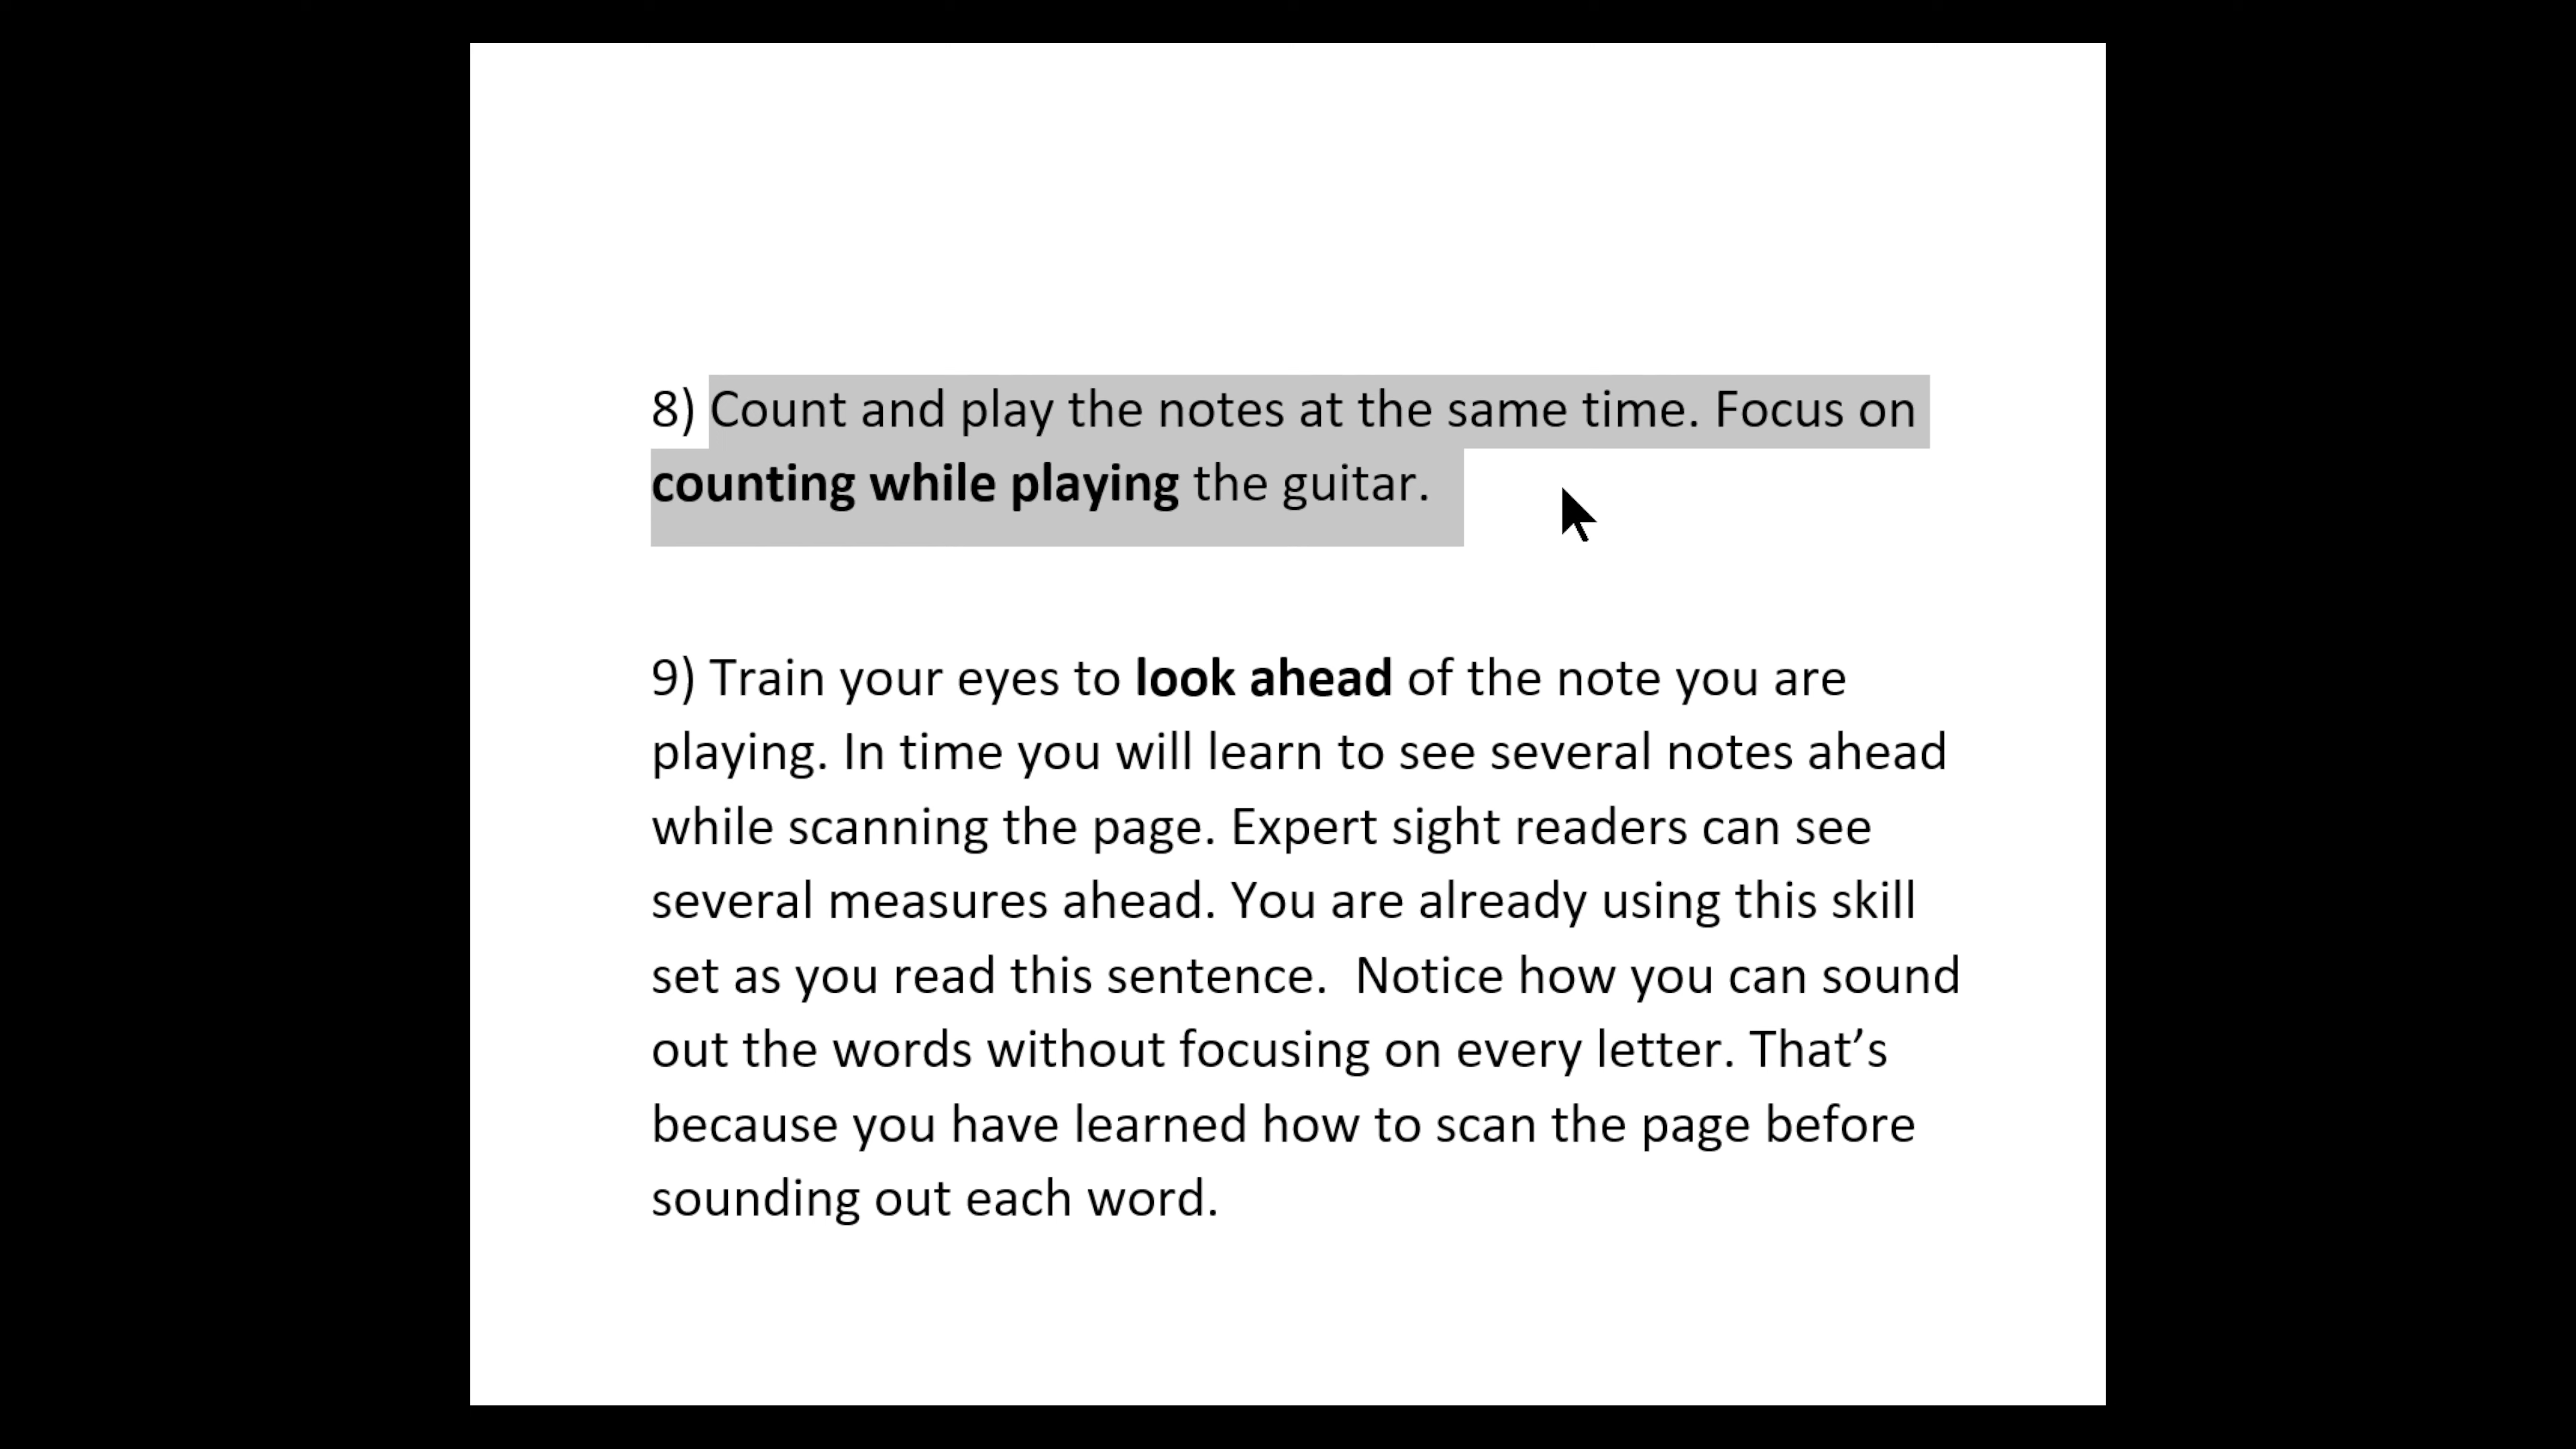 8) Count and play the notes at the same time. Focus on
counting while playing the guitar.
9) Train your eyes to look ahead of the note you are
playing. In time you will learn to see several notes ahead
while scanning the page. Expert sight readers can see
several measures ahead. You are already using this skill
set as you read this sentence.  Notice how you can sound
out the words without focusing on every letter. That’s
because you have learned how to scan the page before
sounding out each word.